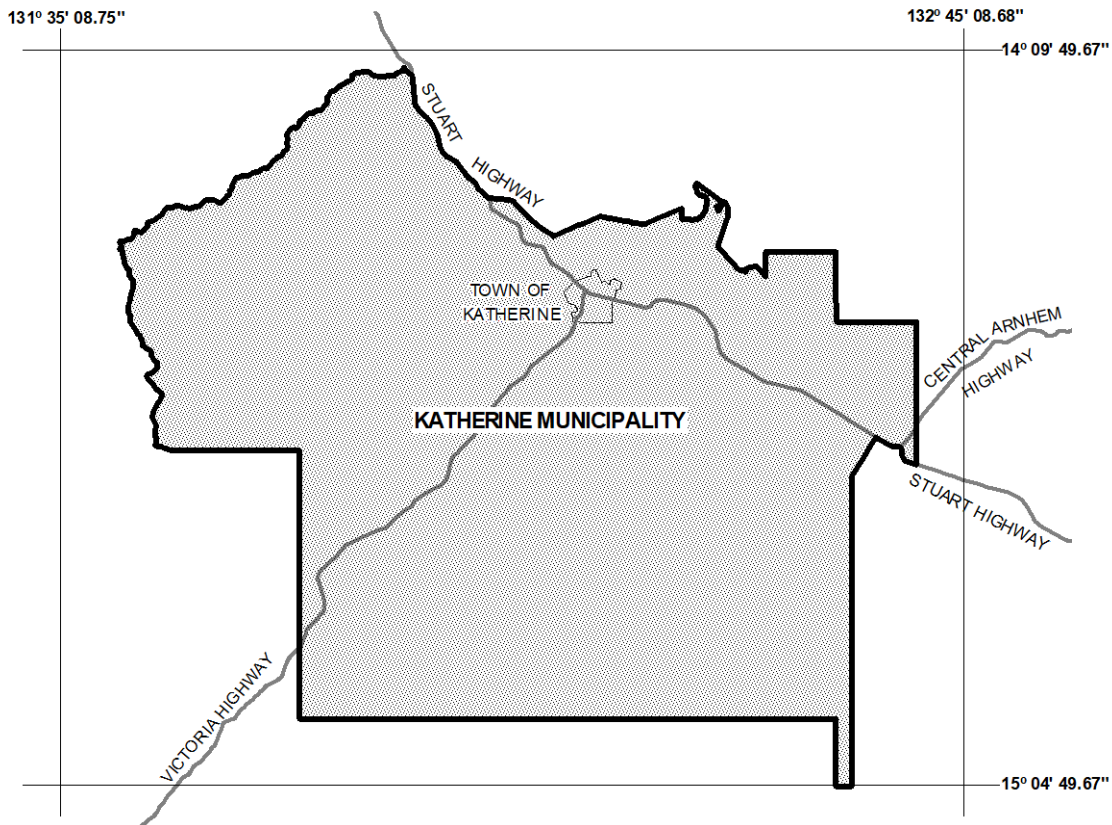 131º 35' 08.75"
132º 45' 08.68"
14º 09' 49.67"
STUART
HIGHWAY
TOWN OF
KATHERINE
CENTRAL ARNHEM
HIGHWAY
KATHERINE MUNICIPALITY
STUART HIGHWAY
VICTORIA HIGHWAY
15º 04' 49.67"